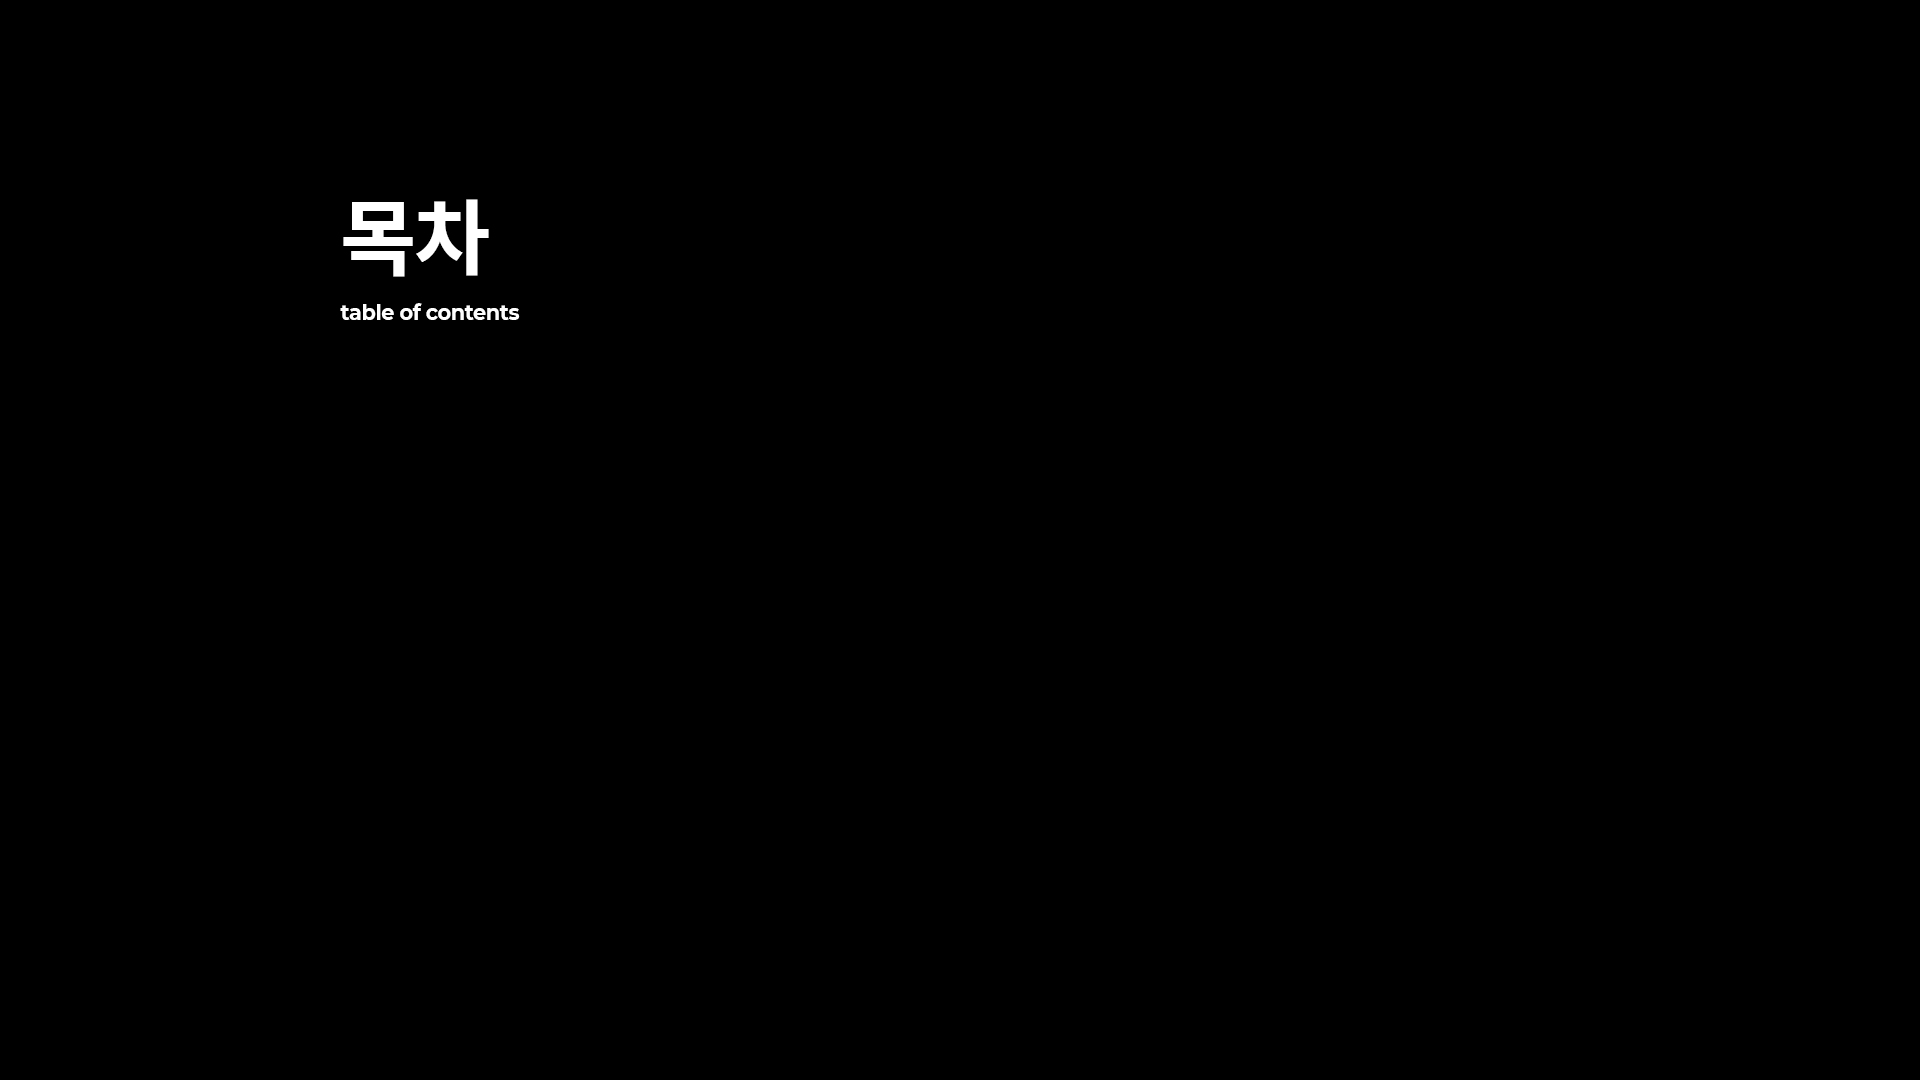 목차
table of contents